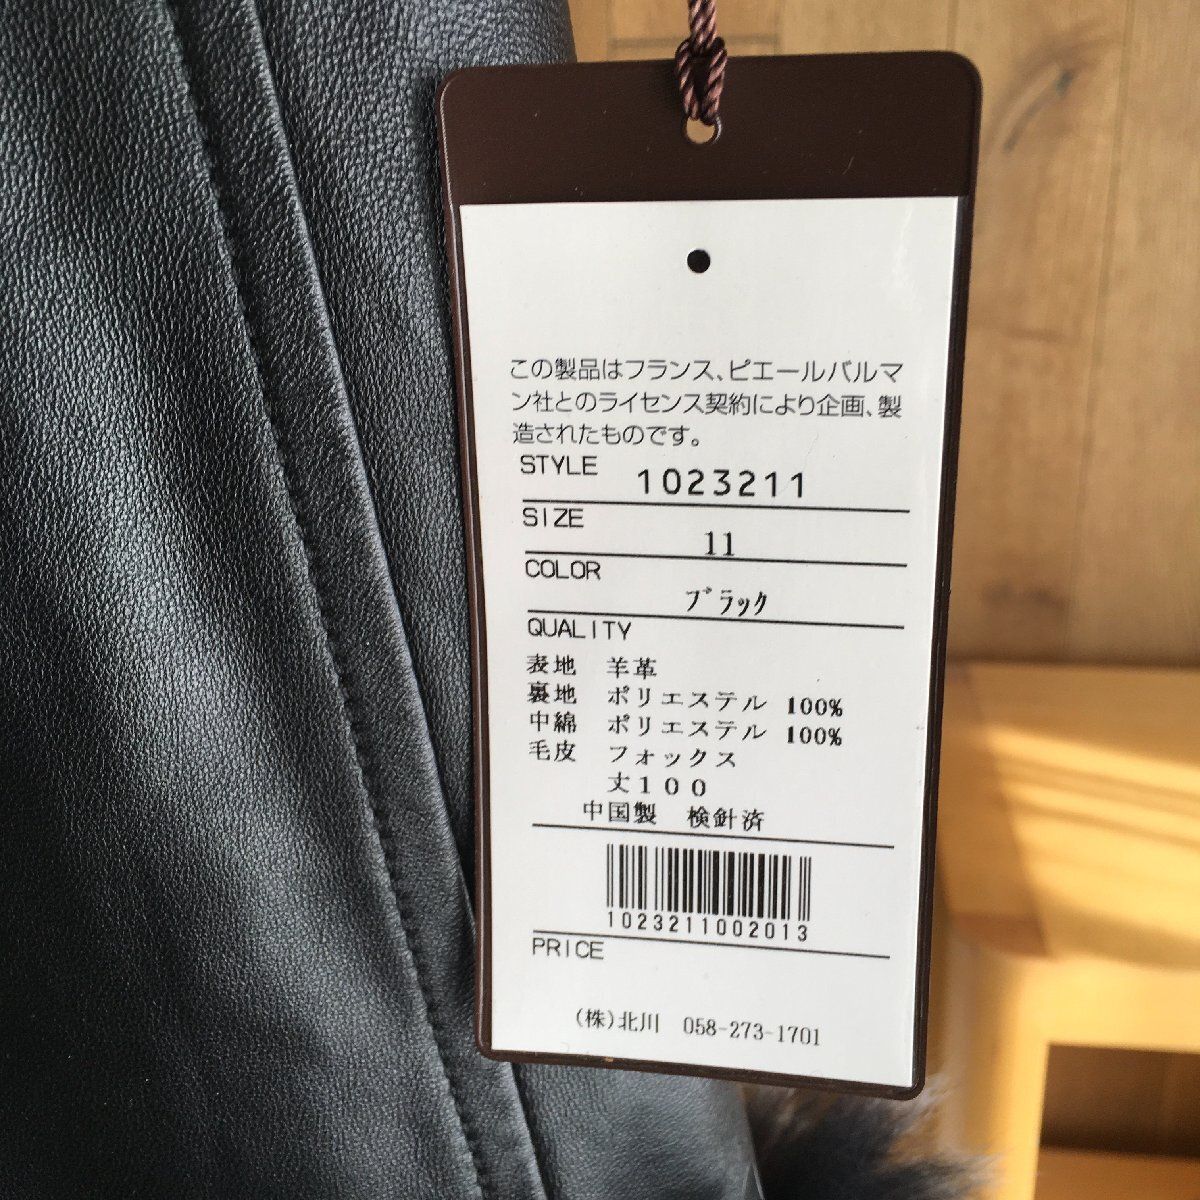 この製品はフランス、ピエールバルマ
ン社とのライセンス契約により企画、製
造されたものです。
STYLE 1023211
SIZE 11
COLOR ブラック
QUALITY
表地 羊革
裏地 ポリエステル 100%
中綿 ポリエステル 100%
毛皮 フォックス
丈100
中国製 検針済
1023211002013
PRICE
(株)北川 058-273-1701